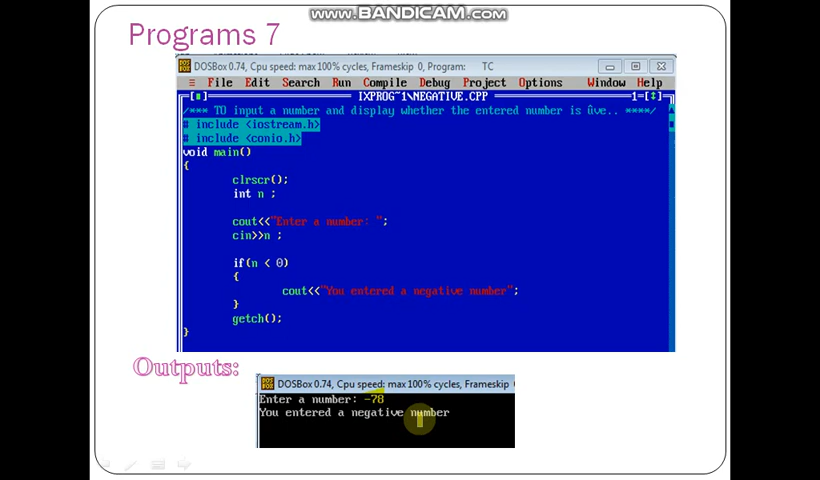 www.BANDICAM.com
Programs 7
DOSBox 0.74, Cpu speed: max 100% cycles, Frameskip 0, Program: TC
≡ File Edit Search Run Compile Debug Project Options Window Help
[■] IXPROG~1\NEGATIVE.CPP 1=[↕]
/*** TO input a number and display whether the entered number is ûve.. ****/
# include <iostream.h>
# include <conio.h>
void main()
{
clrscr();
int n ;
cout<<"Enter a number: ";
cin>>n ;
if(n < 0)
{
cout<<"You entered a negative number";
}
getch();
}
Outputs:
DOSBox 0.74, Cpu speed: max 100% cycles, Frameskip
Enter a number: -78
You entered a negative number